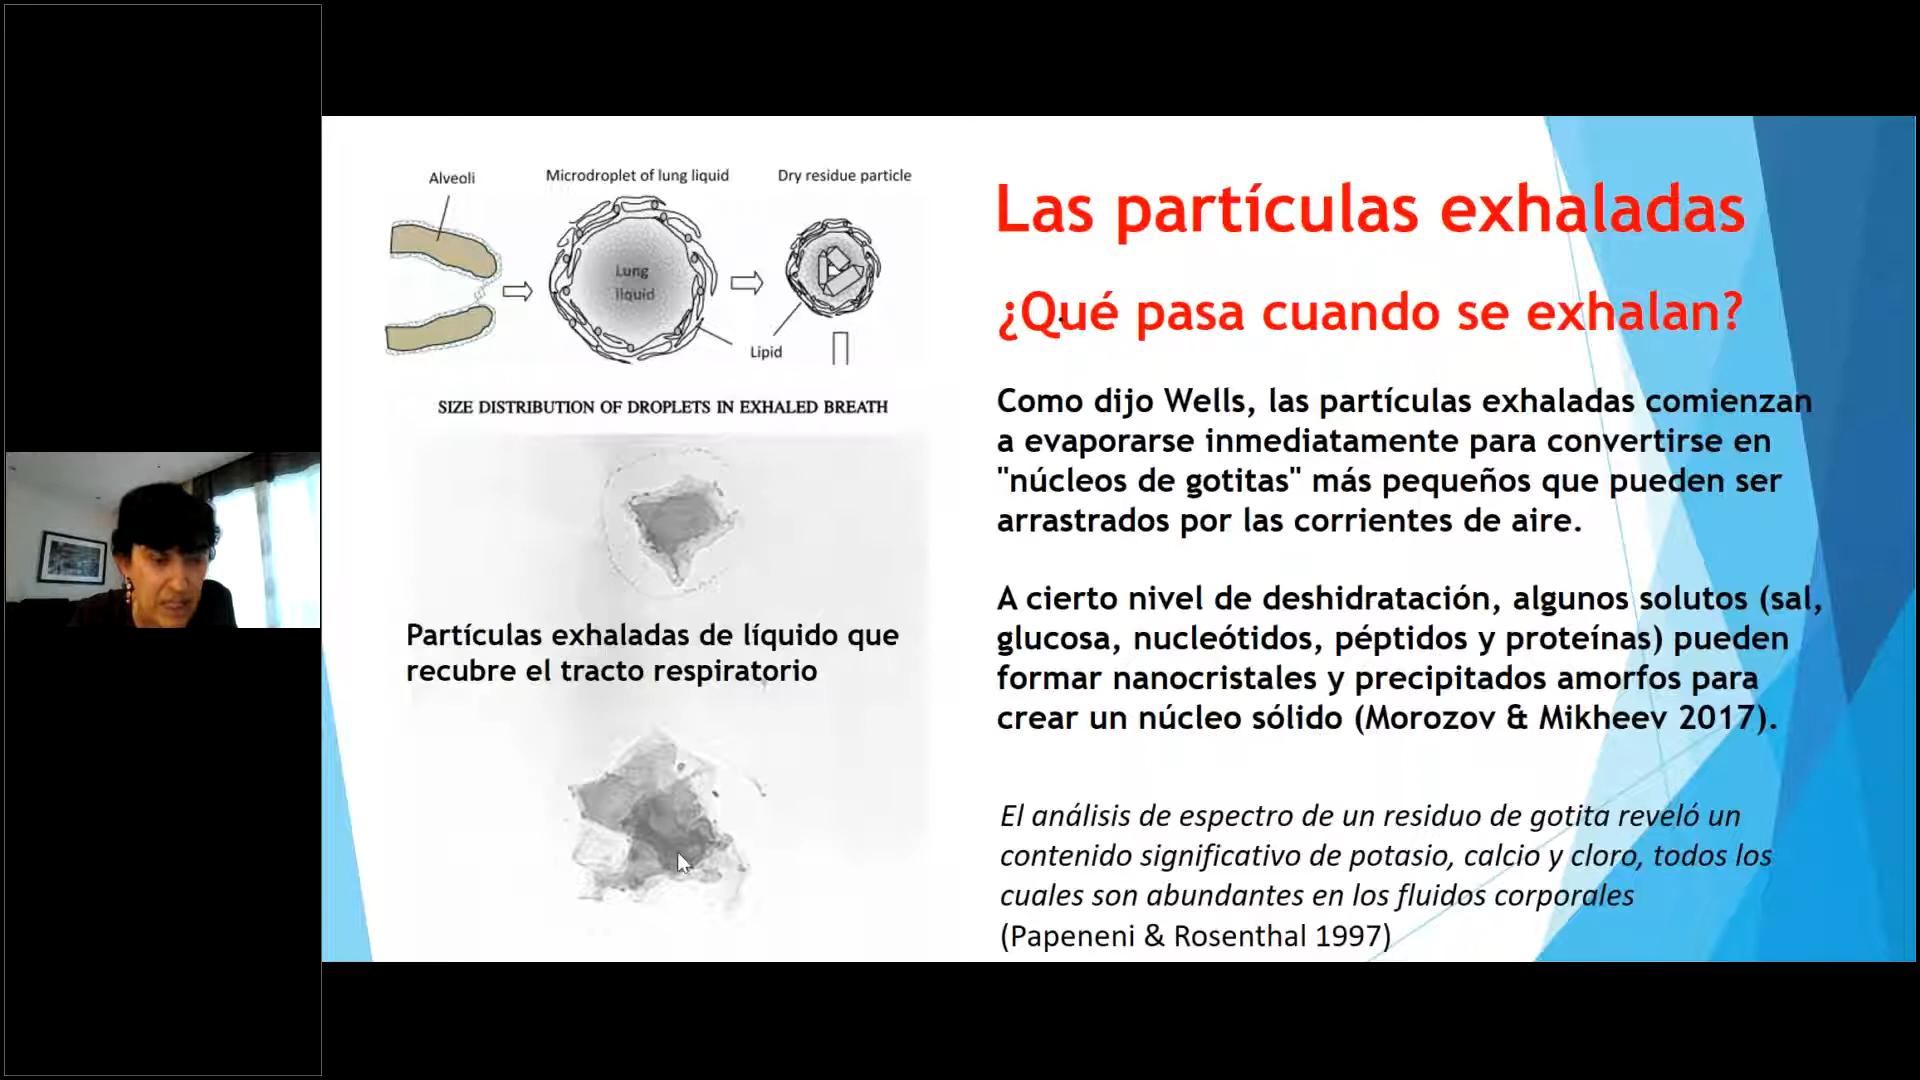 Alveoli
Microdroplet of lung liquid
Dry residue particle
Lung
liquid
Lipid
SIZE DISTRIBUTION OF DROPLETS IN EXHALED BREATH
Partículas exhaladas de líquido que
recubre el tracto respiratorio
Las partículas exhaladas
¿Qué pasa cuando se exhalan?
Como dijo Wells, las partículas exhaladas comienzan
a evaporarse inmediatamente para convertirse en
"núcleos de gotitas" más pequeños que pueden ser
arrastrados por las corrientes de aire.
A cierto nivel de deshidratación, algunos solutos (sal,
glucosa, nucleótidos, péptidos y proteínas) pueden
formar nanocristales y precipitados amorfos para
crear un núcleo sólido (Morozov & Mikheev 2017).
El análisis de espectro de un residuo de gotita reveló un
contenido significativo de potasio, calcio y cloro, todos los
cuales son abundantes en los fluidos corporales
(Papeneni & Rosenthal 1997)